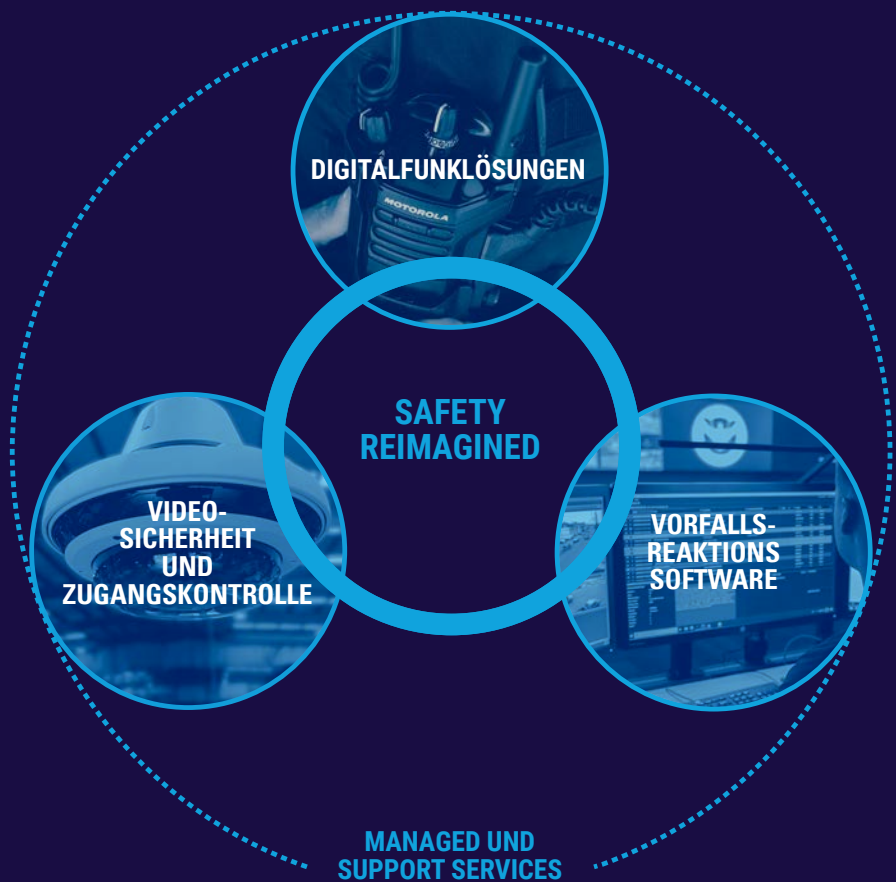 DIGITALFUNKLÖSUNGEN
MOTOROLA
SAFETY
REIMAGINED
VIDEO-
SICHERHEIT
UND
ZUGANGSKONTROLLE
VORFALLS-
REAKTIONS
SOFTWARE
MANAGED UND
SUPPORT SERVICES